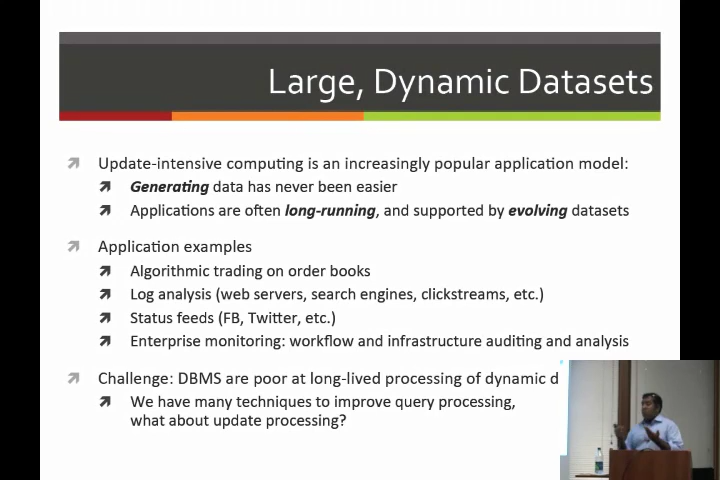 Large, Dynamic Datasets
Update-intensive computing is an increasingly popular application model:
Generating data has never been easier
Applications are often long-running, and supported by evolving datasets
Application examples
Algorithmic trading on order books
Log analysis (web servers, search engines, clickstreams, etc.)
Status feeds (FB, Twitter, etc.)
Enterprise monitoring: workflow and infrastructure auditing and analysis
Challenge: DBMS are poor at long-lived processing of dynamic d
We have many techniques to improve query processing,
what about update processing?